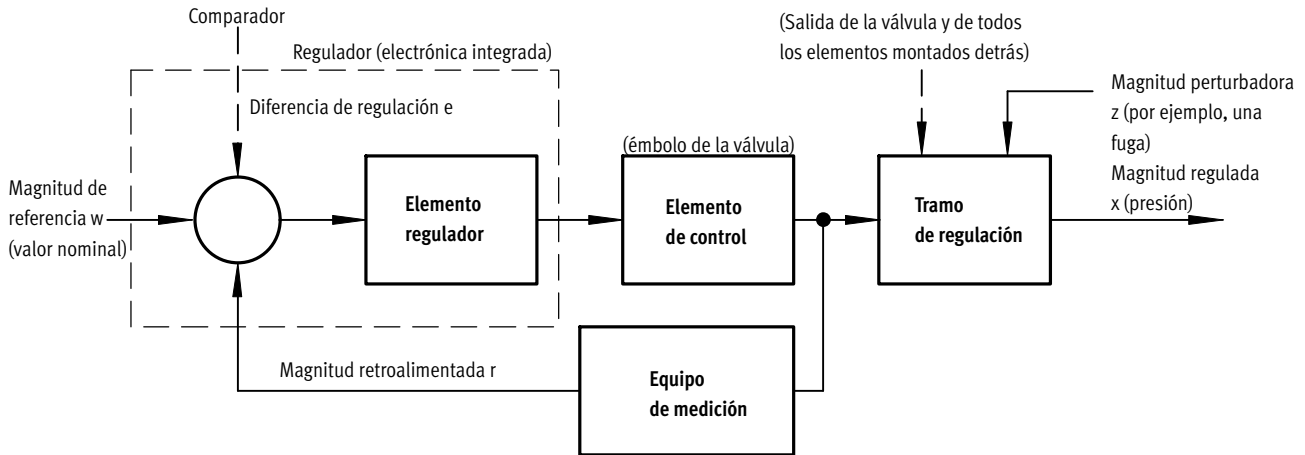 Comparador
Regulador (electrónica integrada)
(Salida de la válvula y de todos
los elementos montados detrás)
Magnitud perturbadora
z (por ejemplo, una
fuga)
Magnitud regulada
x (presión)
Diferencia de regulación e
(émbolo de la válvula)
Magnitud de
referencia w
(valor nominal)
Elemento
regulador
Elemento
de control
Tramo
de regulación
Magnitud retroalimentada r
Equipo
de medición